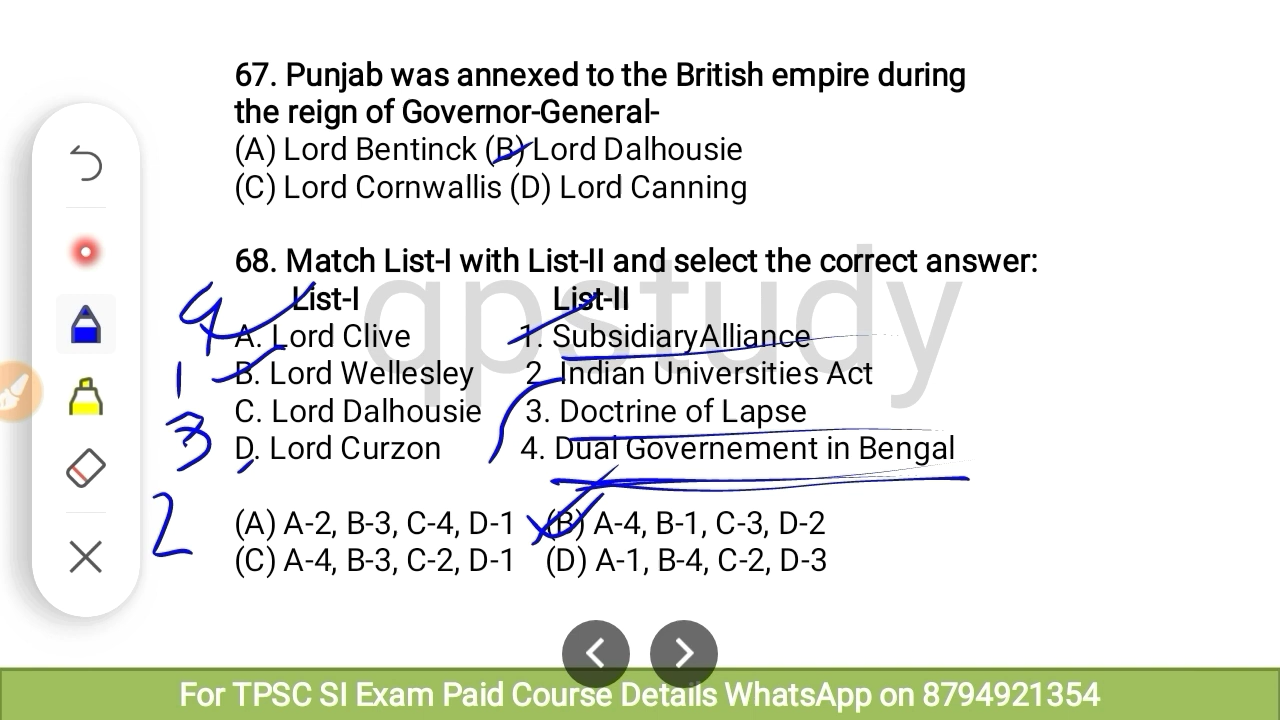 67. Punjab was annexed to the British empire during
the reign of Governor-General-
(A) Lord Bentinck (B) Lord Dalhousie
(C) Lord Cornwallis (D) Lord Canning
68. Match List-I with List-II and select the correct answer:
List-I List-II
4 A. Lord Clive 1. SubsidiaryAlliance
1 B. Lord Wellesley 2. Indian Universities Act
3 C. Lord Dalhousie 3. Doctrine of Lapse
D. Lord Curzon 4. Dual Governement in Bengal
2 (A) A-2, B-3, C-4, D-1 (B) A-4, B-1, C-3, D-2
(C) A-4, B-3, C-2, D-1 (D) A-1, B-4, C-2, D-3
qpstudy
For TPSC SI Exam Paid Course Details WhatsApp on 8794921354